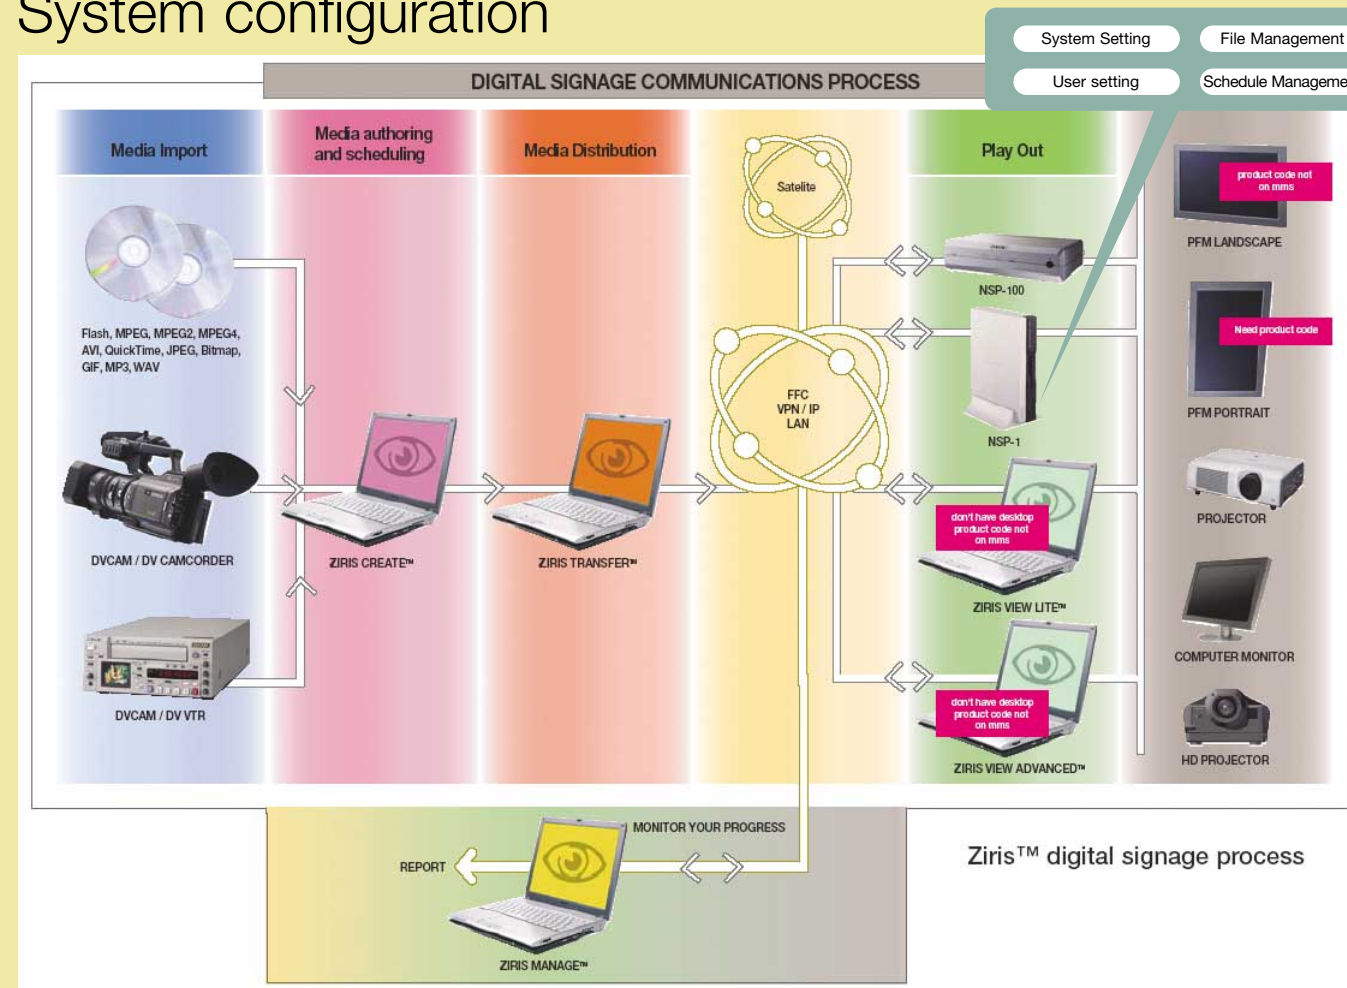 System configuration
System Setting
File Management
User setting
Schedule Manageme
DIGITAL SIGNAGE COMMUNICATIONS PROCESS
Media Import
Media authoring
and scheduling
Media Distribution
Satelite
Play Out
product code not
on mms
PFM LANDSCAPE
NSP-100
Flash, MPEG, MPEG2, MPEG4,
AVI, QuickTime, JPEG, Bitmap,
GIF, MP3, WAV
Need product code
PFM PORTRAIT
FFC
VPN / IP
LAN
NSP-1
DVCAM / DV CAMCORDER
ZIRIS CREATE™
ZIRIS TRANSFER™
don't have desktop
product code not
on mms
ZIRIS VIEW LITE™
PROJECTOR
COMPUTER MONITOR
DVCAM / DV VTR
don't have desktop
product code not
on mms
ZIRIS VIEW ADVANCED™
HD PROJECTOR
MONITOR YOUR PROGRESS
REPORT
ZIRIS MANAGE™
Ziris™ digital signage process